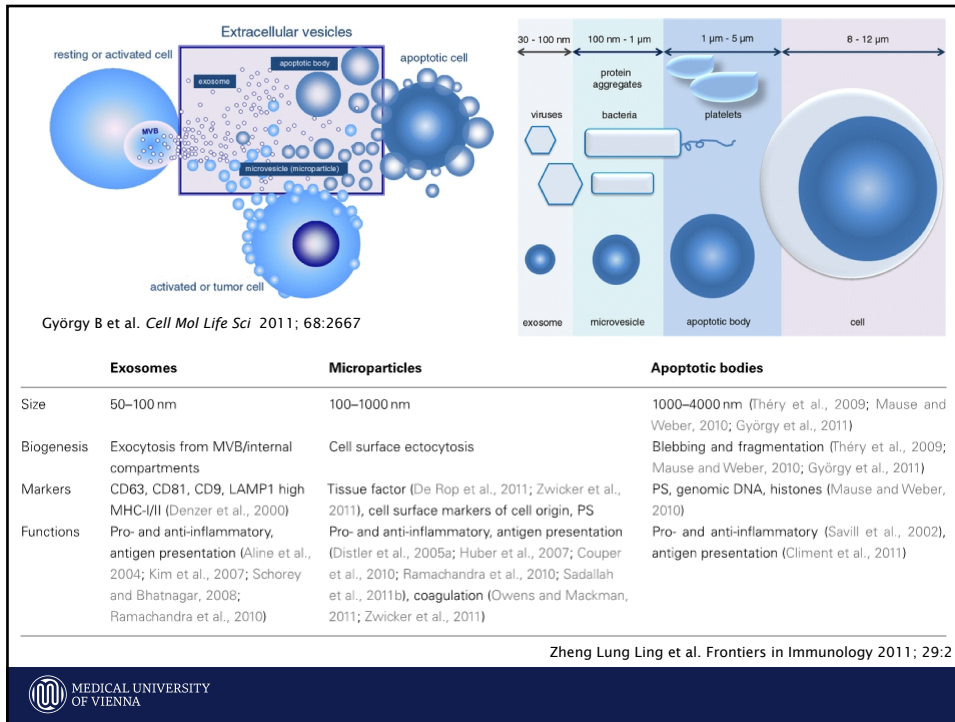 Extracellular vesicles
resting or activated cell
apoptotic body
apoptotic cell
exosome
MVB
microvesicle (microparticle)
activated or tumor cell
György B et al. Cell Mol Life Sci 2011; 68:2667
30 - 100 nm
100 nm - 1 µm
1 µm - 5 µm
8 - 12 µm
protein
aggregates
viruses
bacteria
platelets
exosome
microvesicle
apoptotic body
cell
Exosomes Microparticles Apoptotic bodies
Size 50–100 nm 100–1000 nm 1000–4000 nm (Théry et al., 2009; Mause and
Weber, 2010; György et al., 2011)
Biogenesis Exocytosis from MVB/internal Cell surface ectocytosis Blebbing and fragmentation (Théry et al., 2009;
compartments Mause and Weber, 2010; György et al., 2011)
Markers CD63, CD81, CD9, LAMP1 high Tissue factor (De Rop et al., 2011; Zwicker et al., PS, genomic DNA, histones (Mause and Weber,
MHC-I/II (Denzer et al., 2000) 2011), cell surface markers of cell origin, PS 2010)
Functions Pro- and anti-inflammatory, Pro- and anti-inflammatory, antigen presentation Pro- and anti-inflammatory (Savill et al., 2002),
antigen presentation (Aline et al., (Distler et al., 2005a; Huber et al., 2007; Couper antigen presentation (Climent et al., 2011)
2004; Kim et al., 2007; Schorey et al., 2010; Ramachandra et al., 2010; Sadallah
and Bhatnagar, 2008; et al., 2011b), coagulation (Owens and Mackman,
Ramachandra et al., 2010) 2011; Zwicker et al., 2011)
Zheng Lung Ling et al. Frontiers in Immunology 2011; 29:2
MEDICAL UNIVERSITY
OF VIENNA